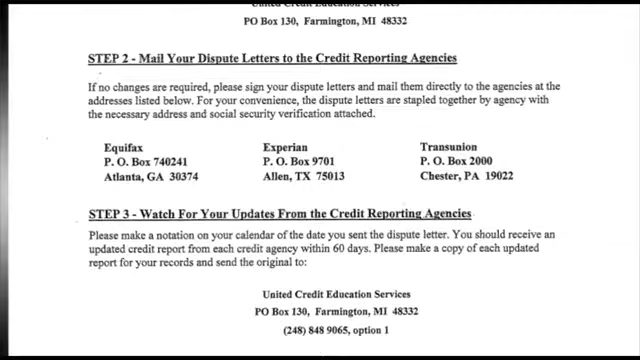 United Credit Education Services
PO Box 130, Farmington, MI 48332
STEP 2 - Mail Your Dispute Letters to the Credit Reporting Agencies
If no changes are required, please sign your dispute letters and mail them directly to the agencies at the
addresses listed below. For your convenience, the dispute letters are stapled together by agency with
the necessary address and social security verification attached.
Equifax Experian Transunion
P. O. Box 740241 P. O. Box 9701 P. O. Box 2000
Atlanta, GA 30374 Allen, TX 75013 Chester, PA 19022
STEP 3 - Watch For Your Updates From the Credit Reporting Agencies
Please make a notation on your calendar of the date you sent the dispute letter. You should receive an
updated credit report from each credit agency within 60 days. Please make a copy of each updated
report for your records and send the original to:
United Credit Education Services
PO Box 130, Farmington, MI 48332
(248) 848 9065, option 1